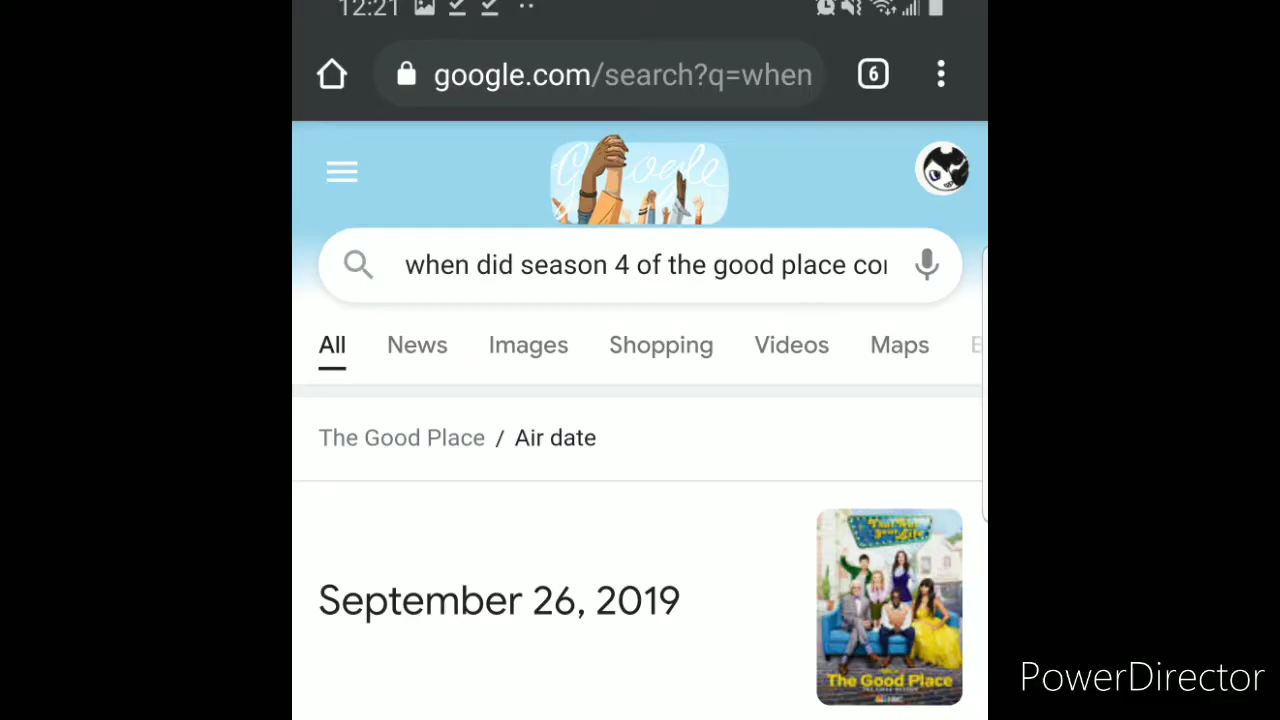 12:21
google.com/search?q=when
6
Google
when did season 4 of the good place co
All News Images Shopping Videos Maps
The Good Place / Air date
September 26, 2019
The Good Place
PowerDirector